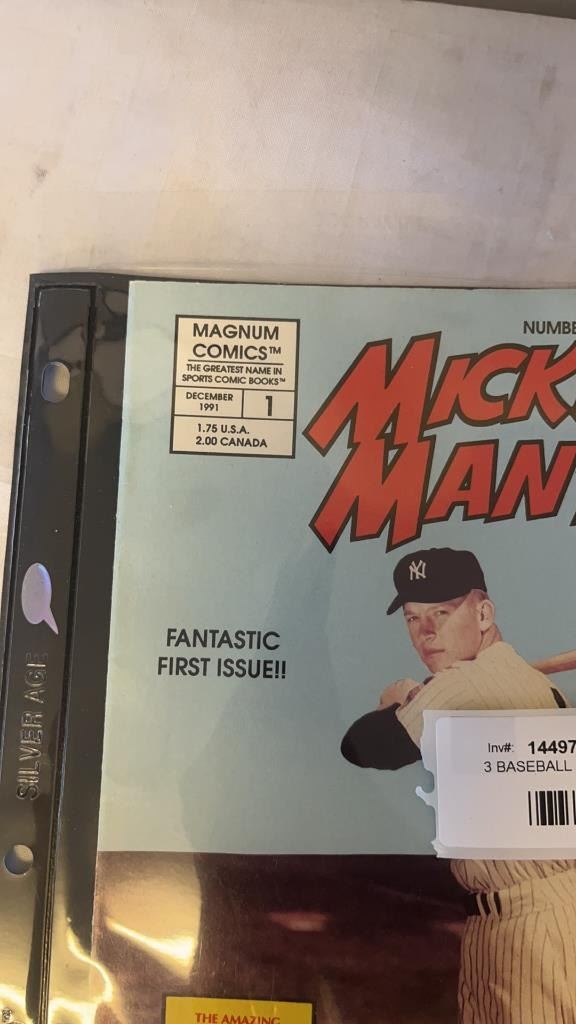 MAGNUM
COMICS™
THE GREATEST NAME IN
SPORTS COMIC BOOKS™
DECEMBER
1991
1
1.75 U.S.A.
2.00 CANADA
NUMBE
MICK
MAN
NY
FANTASTIC
FIRST ISSUE!!
Inv#: 14497
3 BASEBALL
SILVER AGE
THE AMAZING